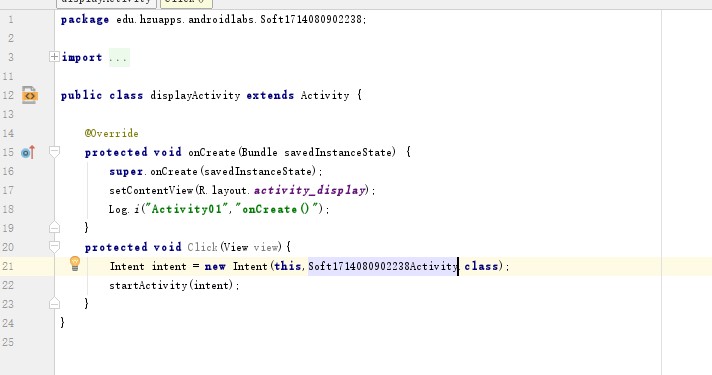 displayActivity Click()
1 package edu.hzuapps.androidlabs.Soft1714080902238;
2
3 import ...
11
12 public class displayActivity extends Activity {
13
14 @Override
15 protected void onCreate(Bundle savedInstanceState) {
16 super.onCreate(savedInstanceState);
17 setContentView(R.layout.activity_display);
18 Log.i("Activity01","onCreate()");
19 }
20 protected void Click(View view){
21 Intent intent = new Intent(this,Soft1714080902238Activity.class);
22 startActivity(intent);
23 }
24 }
25